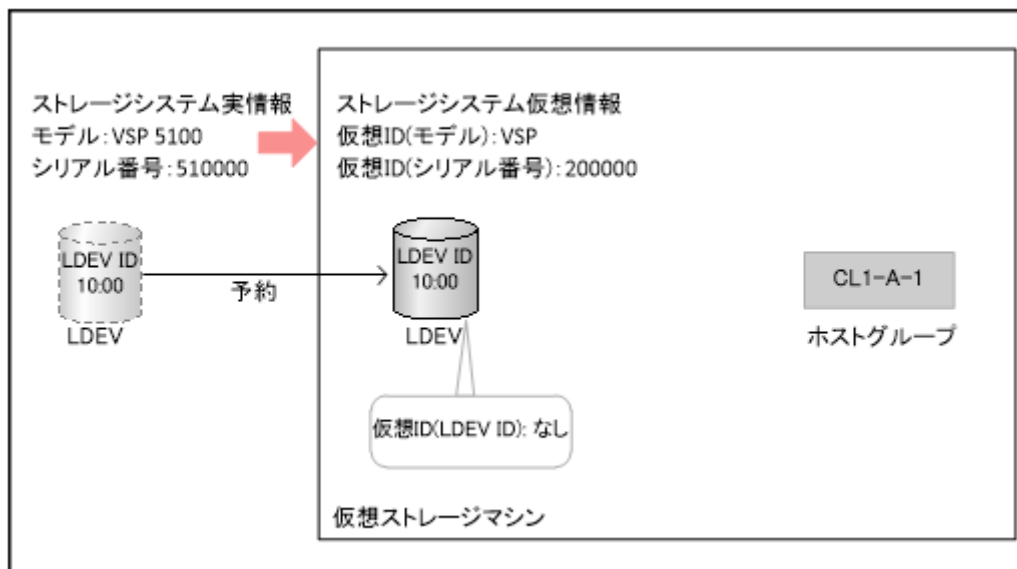 ストレージシステム実情報
モデル:VSP 5100
シリアル番号:510000
ストレージシステム仮想情報
仮想ID(モデル):VSP
仮想ID(シリアル番号):200000
LDEV ID
10:00
LDEV
予約
LDEV ID
10:00
LDEV
CL1-A-1
ホストグループ
仮想ID(LDEV ID): なし
仮想ストレージマシン